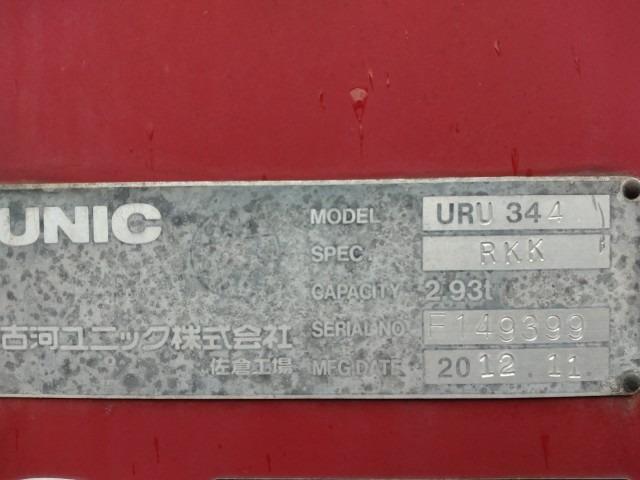 UNIC
MODEL URU 344
SPEC. RKK
CAPACITY 2.93t
古河ユニック株式会社 SERIAL NO F149399
佐倉工場 MFG.DATE 2012.11